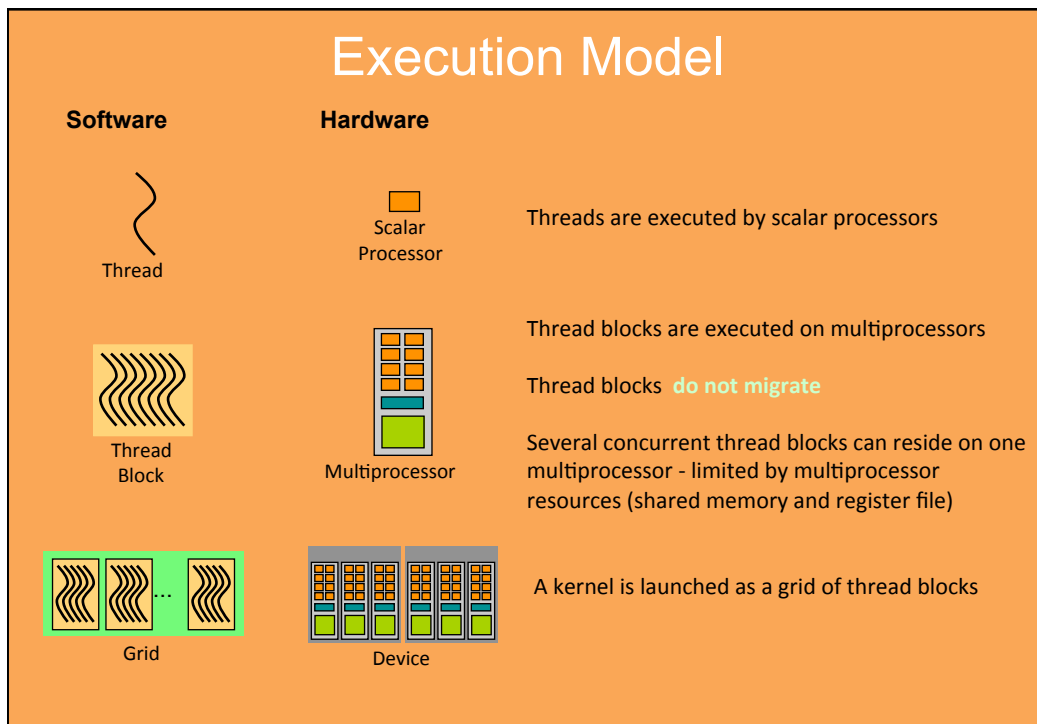 Execution Model
Software
Hardware
Thread
Scalar
Processor
Threads are executed by scalar processors
Thread
Block
Multiprocessor
Thread blocks are executed on multiprocessors
Thread blocks do not migrate
Several concurrent thread blocks can reside on one
multiprocessor - limited by multiprocessor
resources (shared memory and register file)
...
Grid
Device
A kernel is launched as a grid of thread blocks